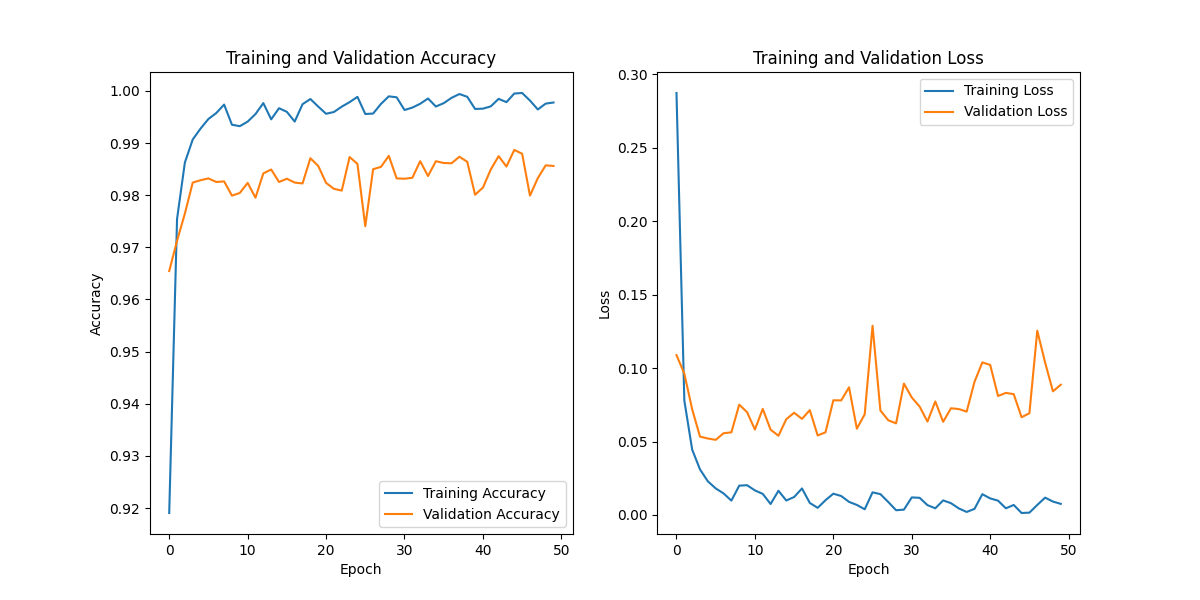 Training and Validation Accuracy
Accuracy
1.00
0.99
0.98
0.97
0.96
0.95
0.94
0.93
0.92
Training Accuracy
Validation Accuracy
0 10 20 30 40 50
Epoch
Training and Validation Loss
Loss
0.30
0.25
0.20
0.15
0.10
0.05
0.00
Training Loss
Validation Loss
0 10 20 30 40 50
Epoch